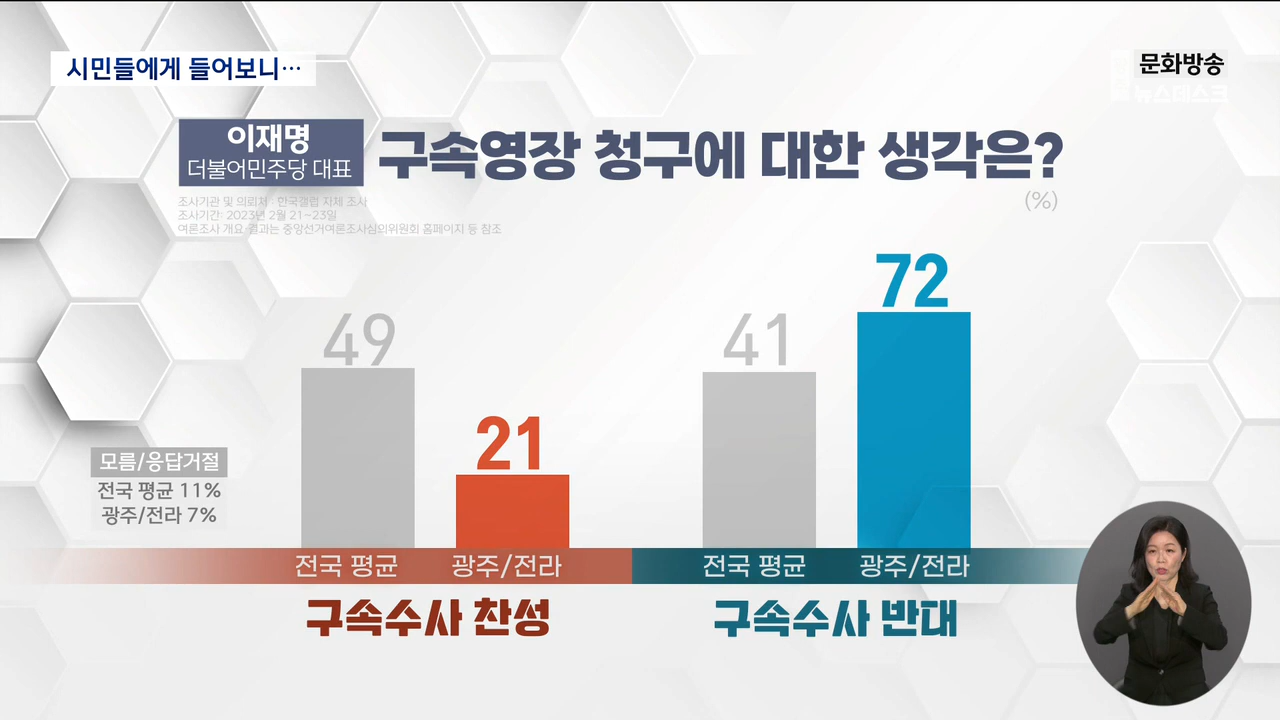 시민들에게 들어보니…
문화방송
뉴스데스크
이재명
더불어민주당 대표
구속영장 청구에 대한 생각은?
(%)
조사기관 및 의뢰처 : 한국갤럽 자체 조사
조사기간: 2023년 2월 21~23일
여론조사 개요·결과는 중앙선거여론조사심의위원회 홈페이지 등 참조
49
21
41
72
모름/응답거절
전국 평균 11%
광주/전라 7%
전국 평균
광주/전라
전국 평균
광주/전라
구속수사 찬성
구속수사 반대